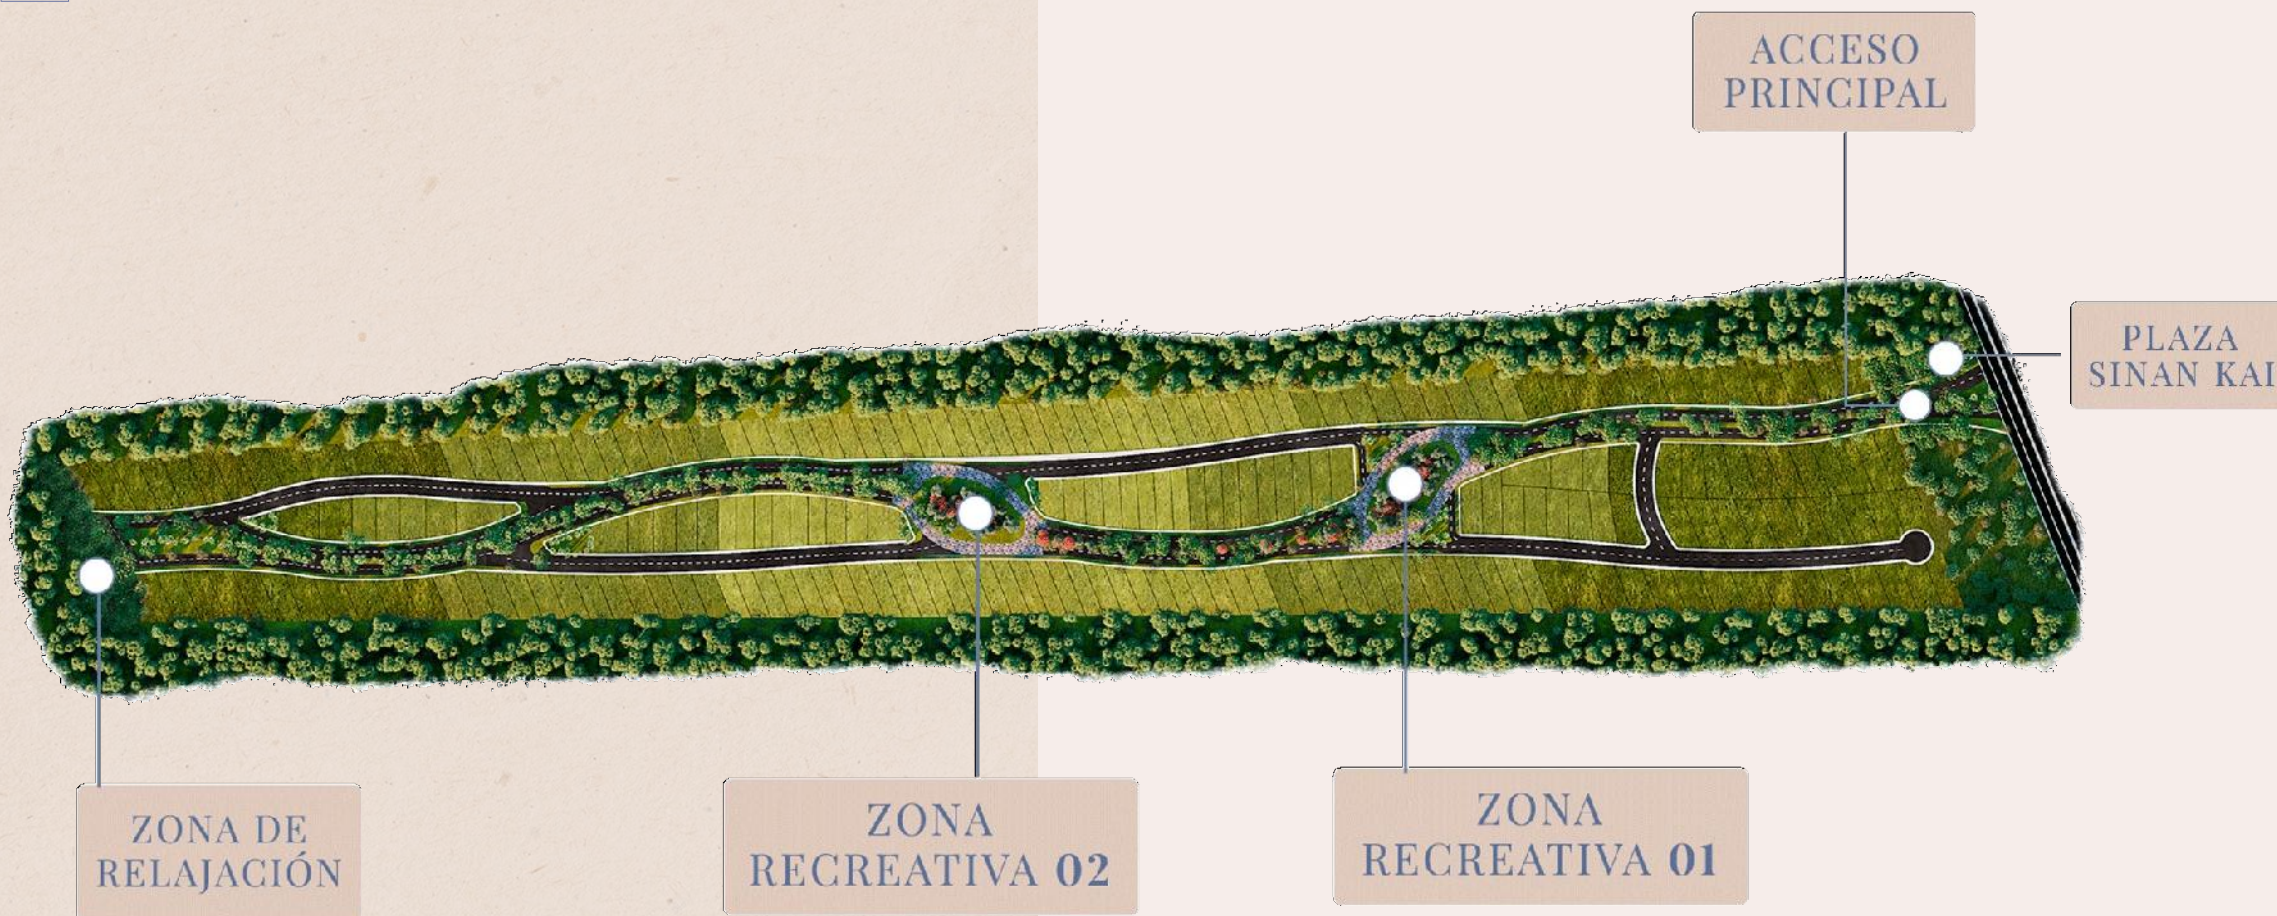 ACCESO
PRINCIPAL
PLAZA
SINAN KAI
ZONA DE
RELAJACIÓN
ZONA
RECREATIVA 02
ZONA
RECREATIVA 01